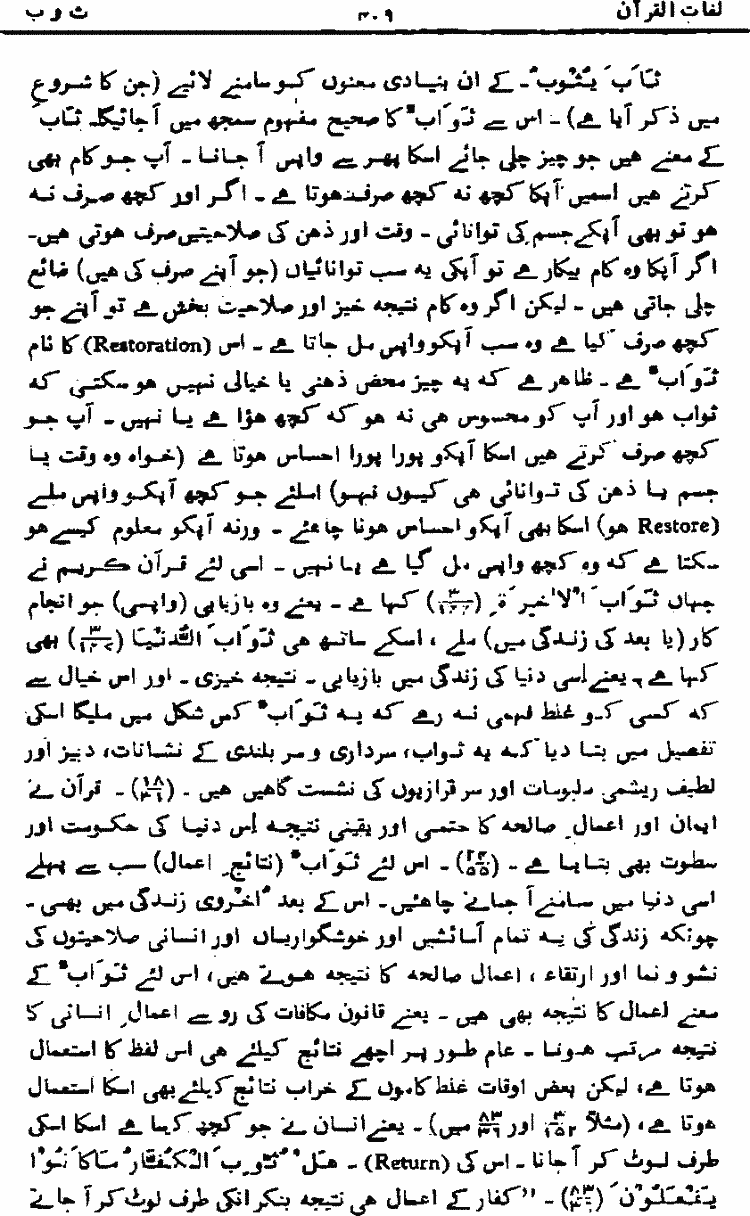 لغات القرآن ۳۰۹ ث و ب
ثَابَ یَثُوْبُ۔ کے ان بنیادی معنوں کو سامنے لائیے (جن کا شروع
میں ذکر آیا ہے)۔ اس سے ثَوَابٌ کا صحیح مفہوم سمجھ میں آجائیگا۔ ثَابَ
کے معنے ہیں جو چیز چلی جائے اسکا پھر سے واپس آ جانا۔ آپ جو کام بھی
کرتے ہیں اسمیں آپکا کچھ نہ کچھ صرف ہوتا ہے۔ اگر اور کچھ صرف نہ
ہو تو بھی آپکے جسم کی توانائی۔ وقت اور ذہن کی صلاحیتیں صرف ہوتی ہیں۔
اگر آپکا وہ کام بیکار ہے تو آپکی یہ سب توانائیاں (جو آپنے صرف کی ہیں) ضائع
چلی جاتی ہیں۔ لیکن اگر وہ کام نتیجہ خیز اور صلاحیت بخش ہے تو آپنے جو
کچھ صرف کیا ہے وہ سب آپکو واپس مل جاتا ہے۔ اس (Restoration) کا نام
ثَوَابٌ ہے۔ ظاہر ہے کہ یہ چیز محض ذہنی یا خیالی نہیں ہو سکتی کہ
ثواب ہو اور آپ کو محسوس ہی نہ ہو کہ کچھ ہؤا ہے یا نہیں۔ آپ جو
کچھ صرف کرتے ہیں اسکا آپکو پورا پورا احساس ہوتا ہے (خواہ وہ وقت یا
جسم یا ذہن کی توانائی ہی کیوں نہو) اسلئے جو کچھ آپکو واپس ملے
(Restore ہو) اسکا بھی آپکو احساس ہونا چاہئے۔ ورنہ آپکو معلوم کیسے ہو
سکتا ہے کہ وہ کچھ واپس مل گیا ہے یا نہیں۔ اسی لئے قرآن کریم نے
جہاں ثَوَابَ الْاٰخِرَۃِ (۳/۱۴۷) کہا ہے۔ یعنے وہ بازیابی (واپسی) جو انجام
کار (یا بعد کی زندگی میں) ملے، اسکے ساتھ ہی ثَوَابَ الدُّنْیَا (۳/۱۴۷) بھی
کہا ہے۔ یعنے اِسی دنیا کی زندگی میں بازیابی۔ نتیجہ خیزی۔ اور اس خیال سے
کہ کسی کو غلط فہمی نہ رہے کہ یہ ثَوَابٌ کس شکل میں ملیگا اسکی
تفصیل میں بتا دیا کہ یہ ثواب، سرداری و سر بلندی کے نشانات، دبیز اور
لطیف ریشمی ملبوسات اور سرفرازیوں کی نشست گاہیں ہیں۔ (۱۸/۳۱)۔ قرآن نے
ایمان اور اعمالِ صالحہ کا حتمی اور یقینی نتیجہ اِس دنیا کی حکومت اور
سطوت بھی بتایا ہے۔ (۲۴/۵۵)۔ اس لئے ثَوَابٌ (نتائجِ اعمال) سب سے پہلے
اسی دنیا میں سامنے آ جانے چاہئیں۔ اس کے بعد اُخروی زندگی میں بھی۔
چونکہ زندگی کی یہ تمام آسائشیں اور خوشگواریاں اور انسانی صلاحیتوں کی
نشو و نما اور ارتقاء، اعمال صالحہ کا نتیجہ ہوتے ہیں، اس لئے ثَوَابٌ کے
معنے اعمال کا نتیجہ بھی ہیں۔ یعنے قانون مکافات کی رو سے اعمالِ انسانی کا
نتیجہ مرتب ہونا۔ عام طور پر اچھے نتائج کیلئے ہی اس لفظ کا استعمال
ہوتا ہے، لیکن بعض اوقات غلط کاموں کے خراب نتائج کیلئے بھی اسکا استعمال
ہوتا ہے، (مثلاً ۳/۱۵۲ اور ۸۳/۳۶ میں)۔ یعنے انسان نے جو کچھ کیا ہے اسکا اسکی
طرف لوٹ کر آ جانا۔ اس کی (Return)۔ ھَلْ ثُوِّبَ الْکُفَّارُ مَاکَانُوْا
یَفْعَلُوْنَ (۸۳/۳۶)۔ ”کفار کے اعمال ہی نتیجہ بنکر انکی طرف لوٹ کر آ جاتے